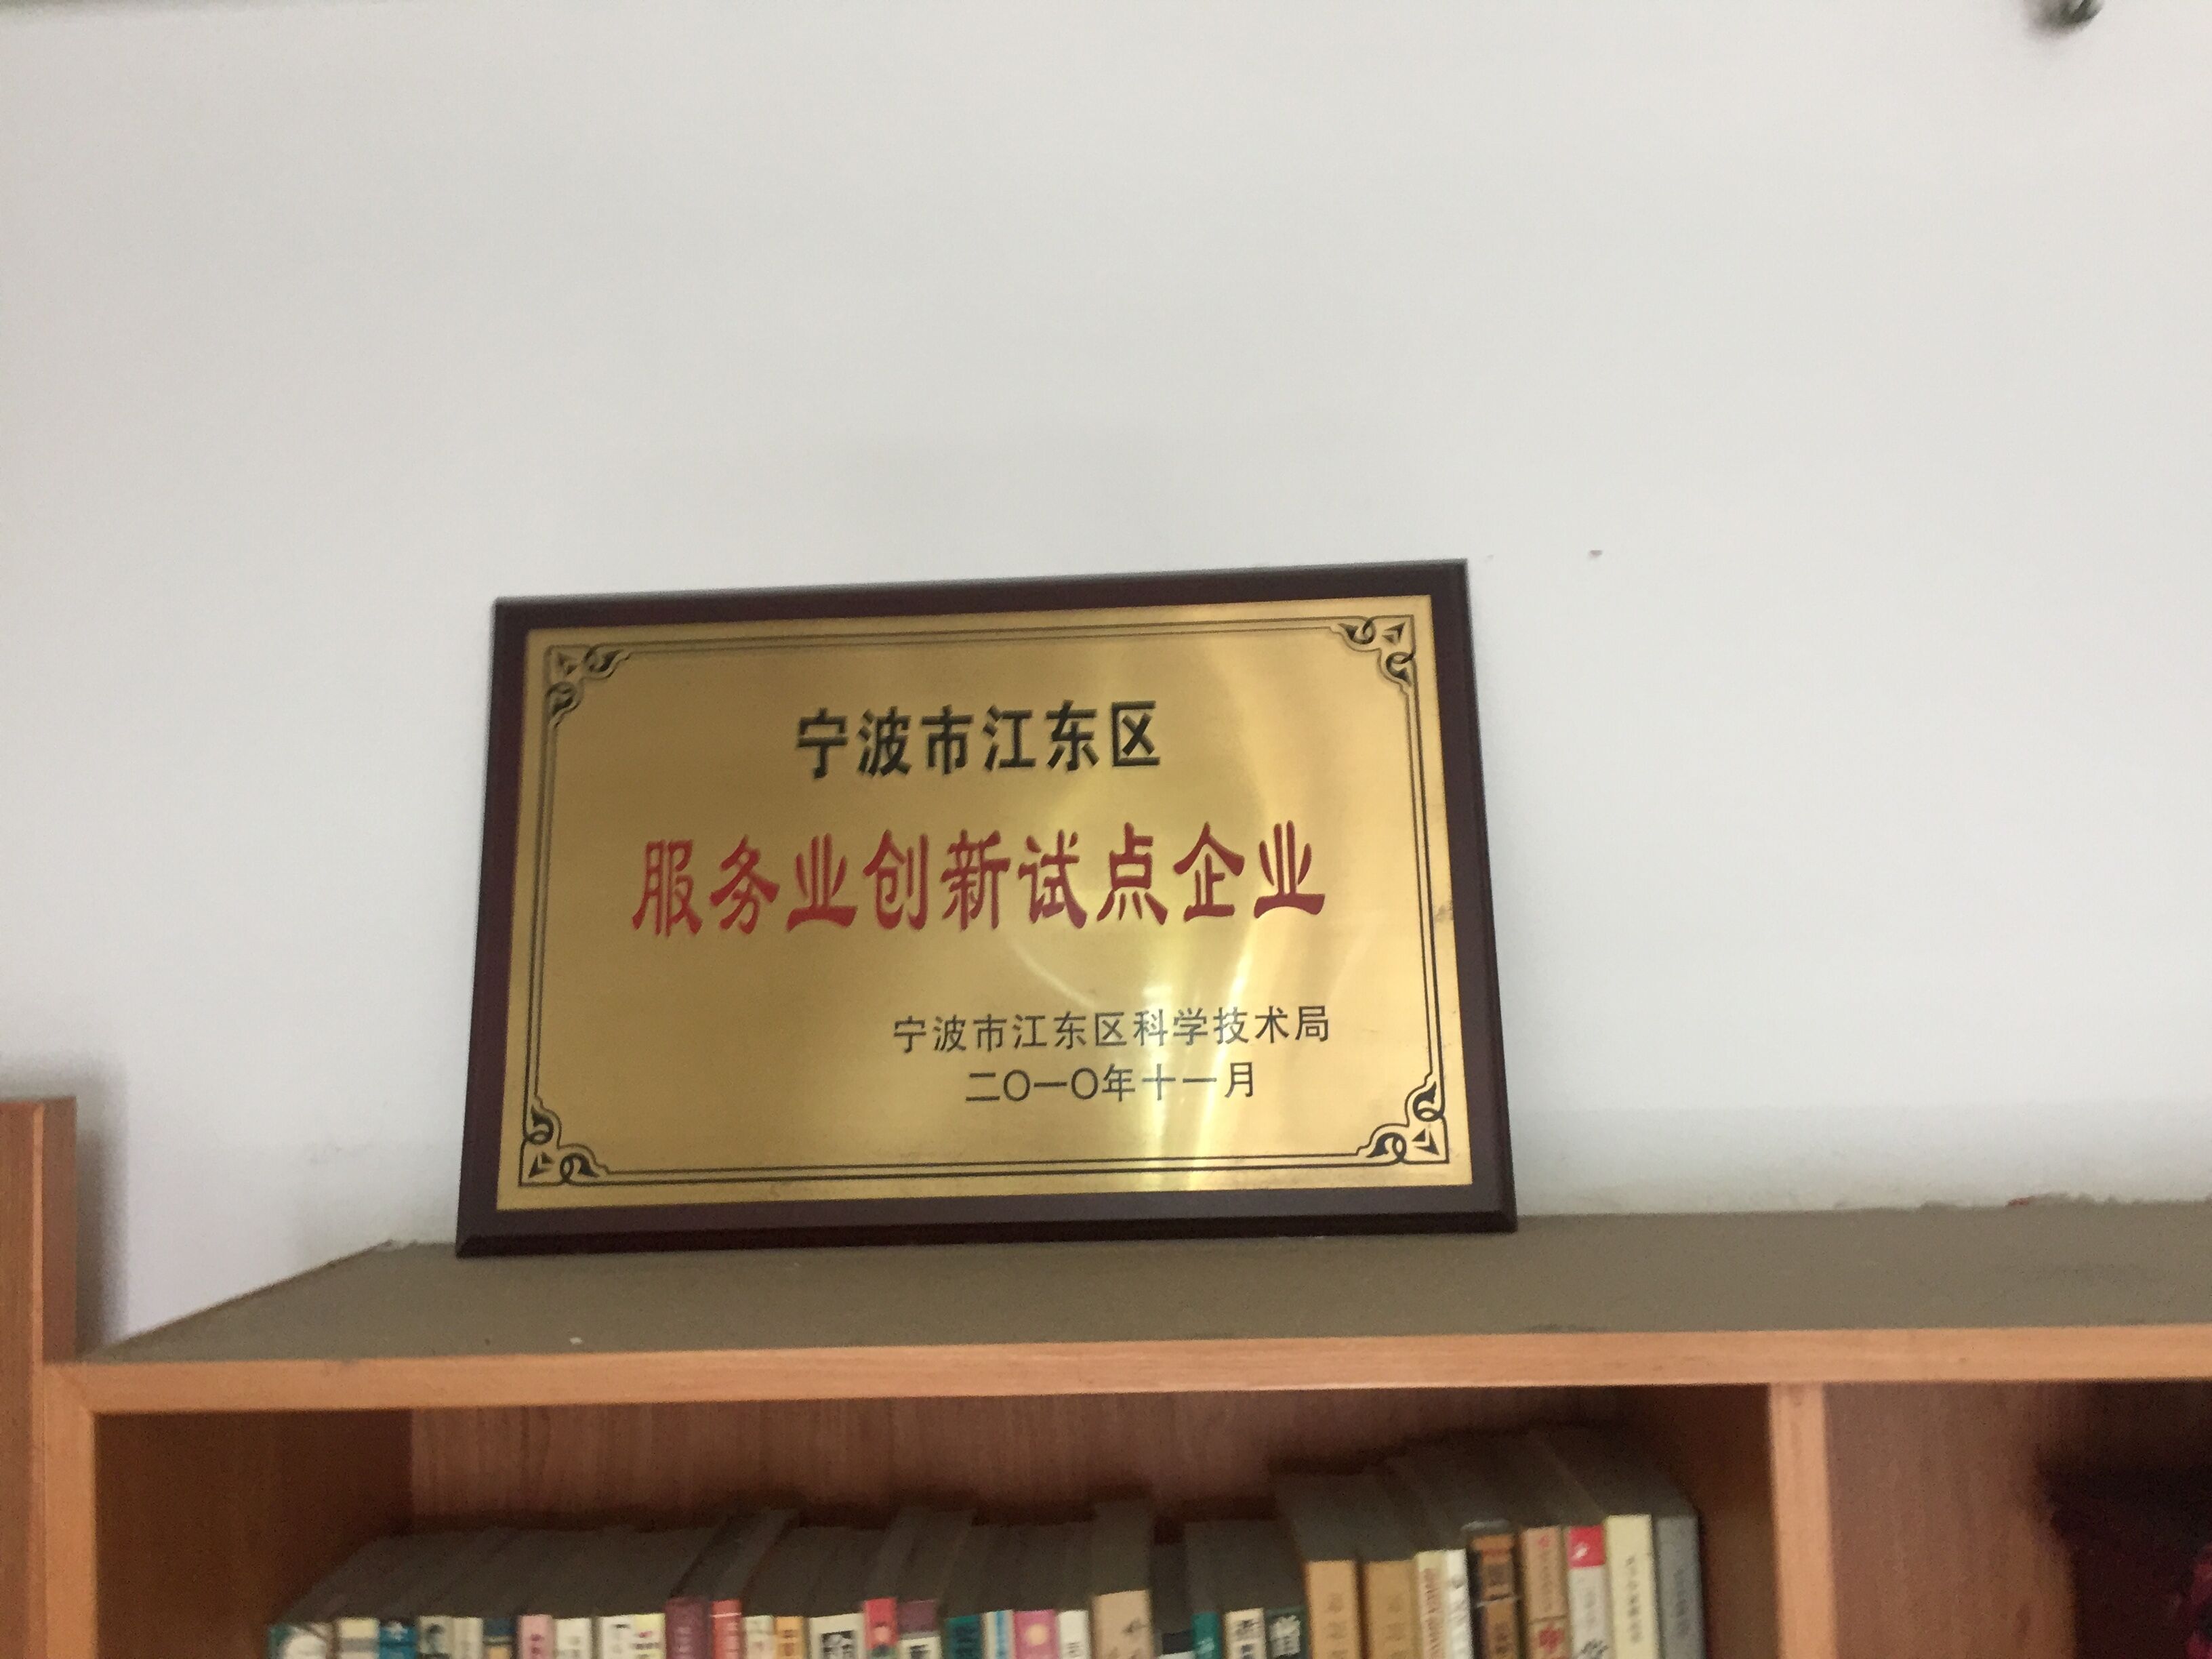 宁波市江东区
服务业创新试点企业
宁波市江东区科学技术局
二〇一〇年十一月